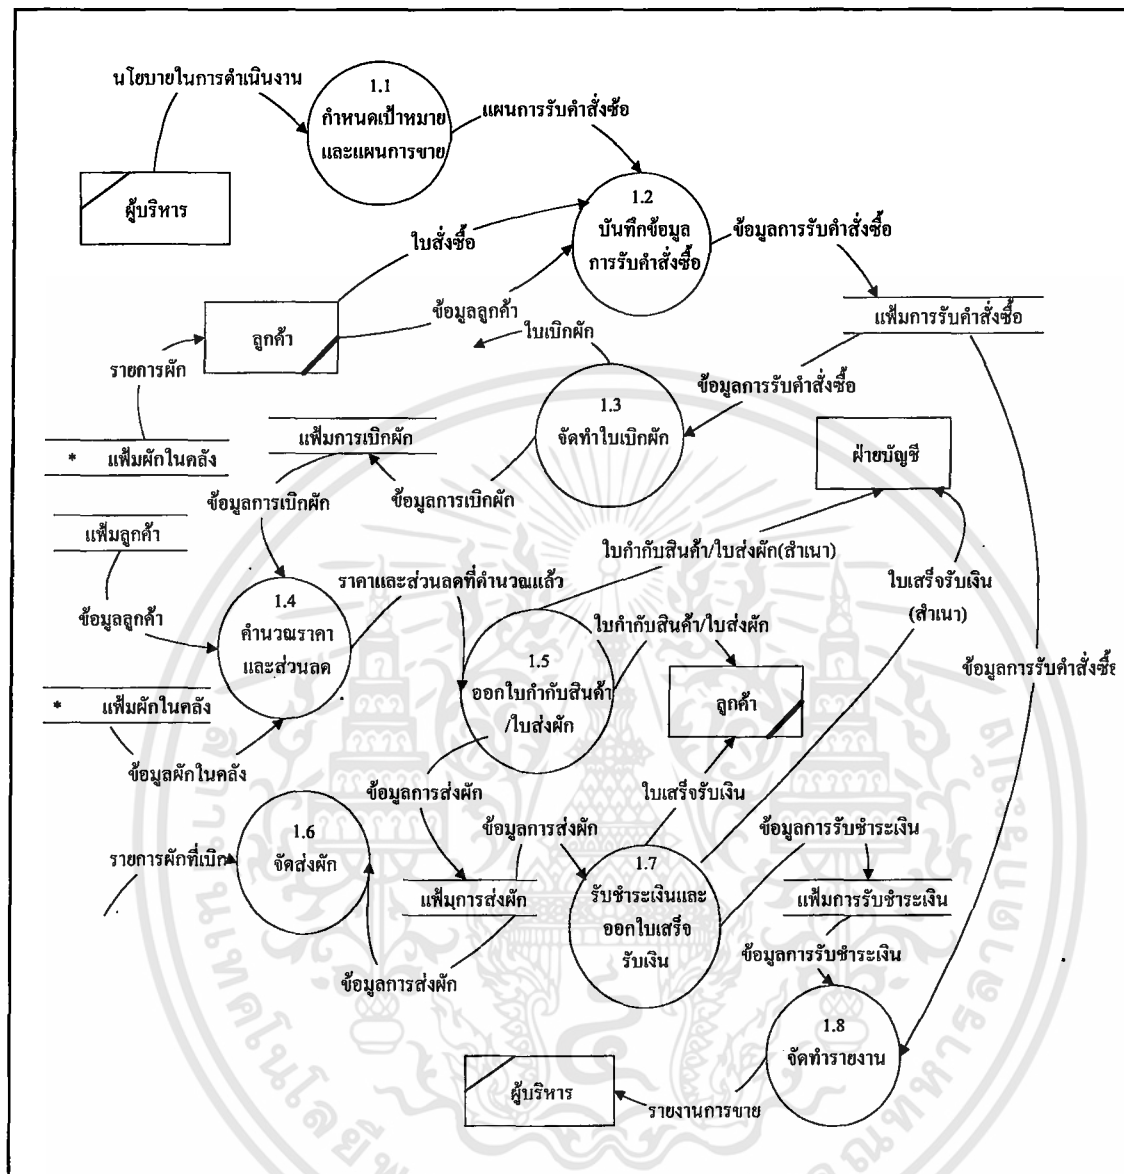 นโยบายในการดำเนินงาน
1.1
กำหนดเป้าหมาย
และแผนการขาย
แผนการรับคำสั่งซื้อ
ผู้บริหาร
1.2
บันทึกข้อมูล
การรับคำสั่งซื้อ
ใบสั่งซื้อ
ข้อมูลการรับคำสั่งซื้อ
ข้อมูลลูกค้า
แฟ้มการรับคำสั่งซื้อ
ลูกค้า
ใบเบิกผัก
รายการผัก
ข้อมูลการรับคำสั่งซื้อ
1.3
จัดทำใบเบิกผัก
แฟ้มการเบิกผัก
* แฟ้มผักในคลัง
ฝ่ายบัญชี
ข้อมูลการเบิกผัก
ข้อมูลการเบิกผัก
แฟ้มลูกค้า
ใบกำกับสินค้า/ใบส่งผัก(สำเนา)
ราคาและส่วนลดที่คำนวณแล้ว
ใบเสร็จรับเงิน
(สำเนา)
1.4
คำนวณราคา
และส่วนลด
ข้อมูลลูกค้า
ใบกำกับสินค้า/ใบส่งผัก
1.5
ออกใบกำกับสินค้า
/ใบส่งผัก
ข้อมูลการรับคำสั่งซื้อ
* แฟ้มผักในคลัง
ลูกค้า
ข้อมูลผักในคลัง
ข้อมูลการส่งผัก
ใบเสร็จรับเงิน
1.6
จัดส่งผัก
ข้อมูลการส่งผัก
ข้อมูลการรับชำระเงิน
รายการผักที่เบิก
1.7
รับชำระเงินและ
ออกใบเสร็จ
รับเงิน
แฟ้มการส่งผัก
แฟ้มการรับชำระเงิน
ข้อมูลการส่งผัก
ข้อมูลการรับชำระเงิน
1.8
จัดทำรายงาน
ผู้บริหาร
รายงานการขาย